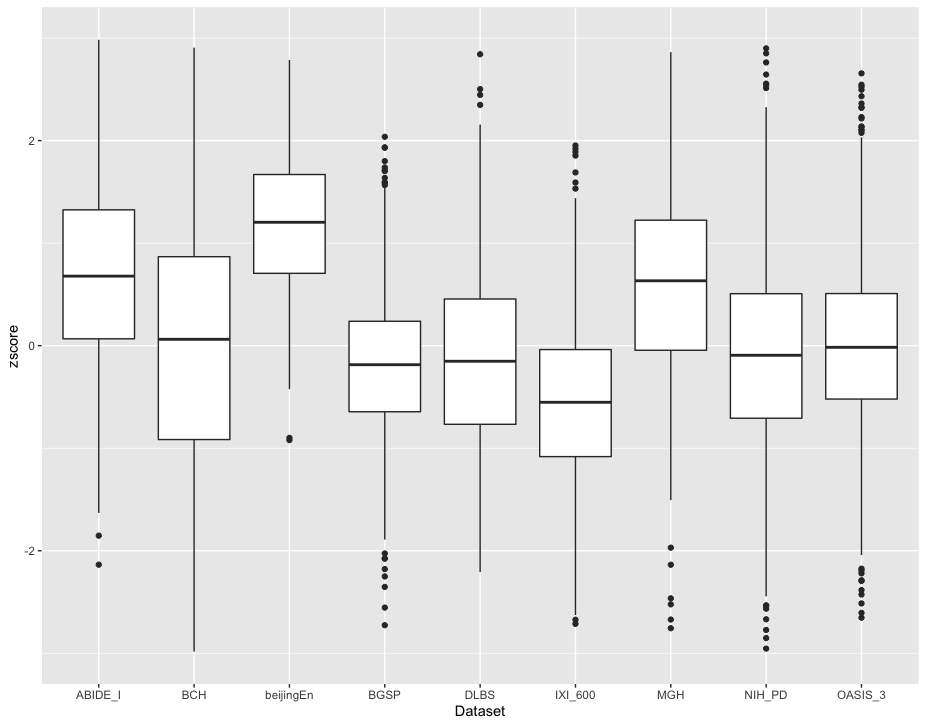 zscore
2
0
-2
ABIDE_I BCH beijingEn BGSP DLBS IXI_600 MGH NIH_PD OASIS_3
Dataset